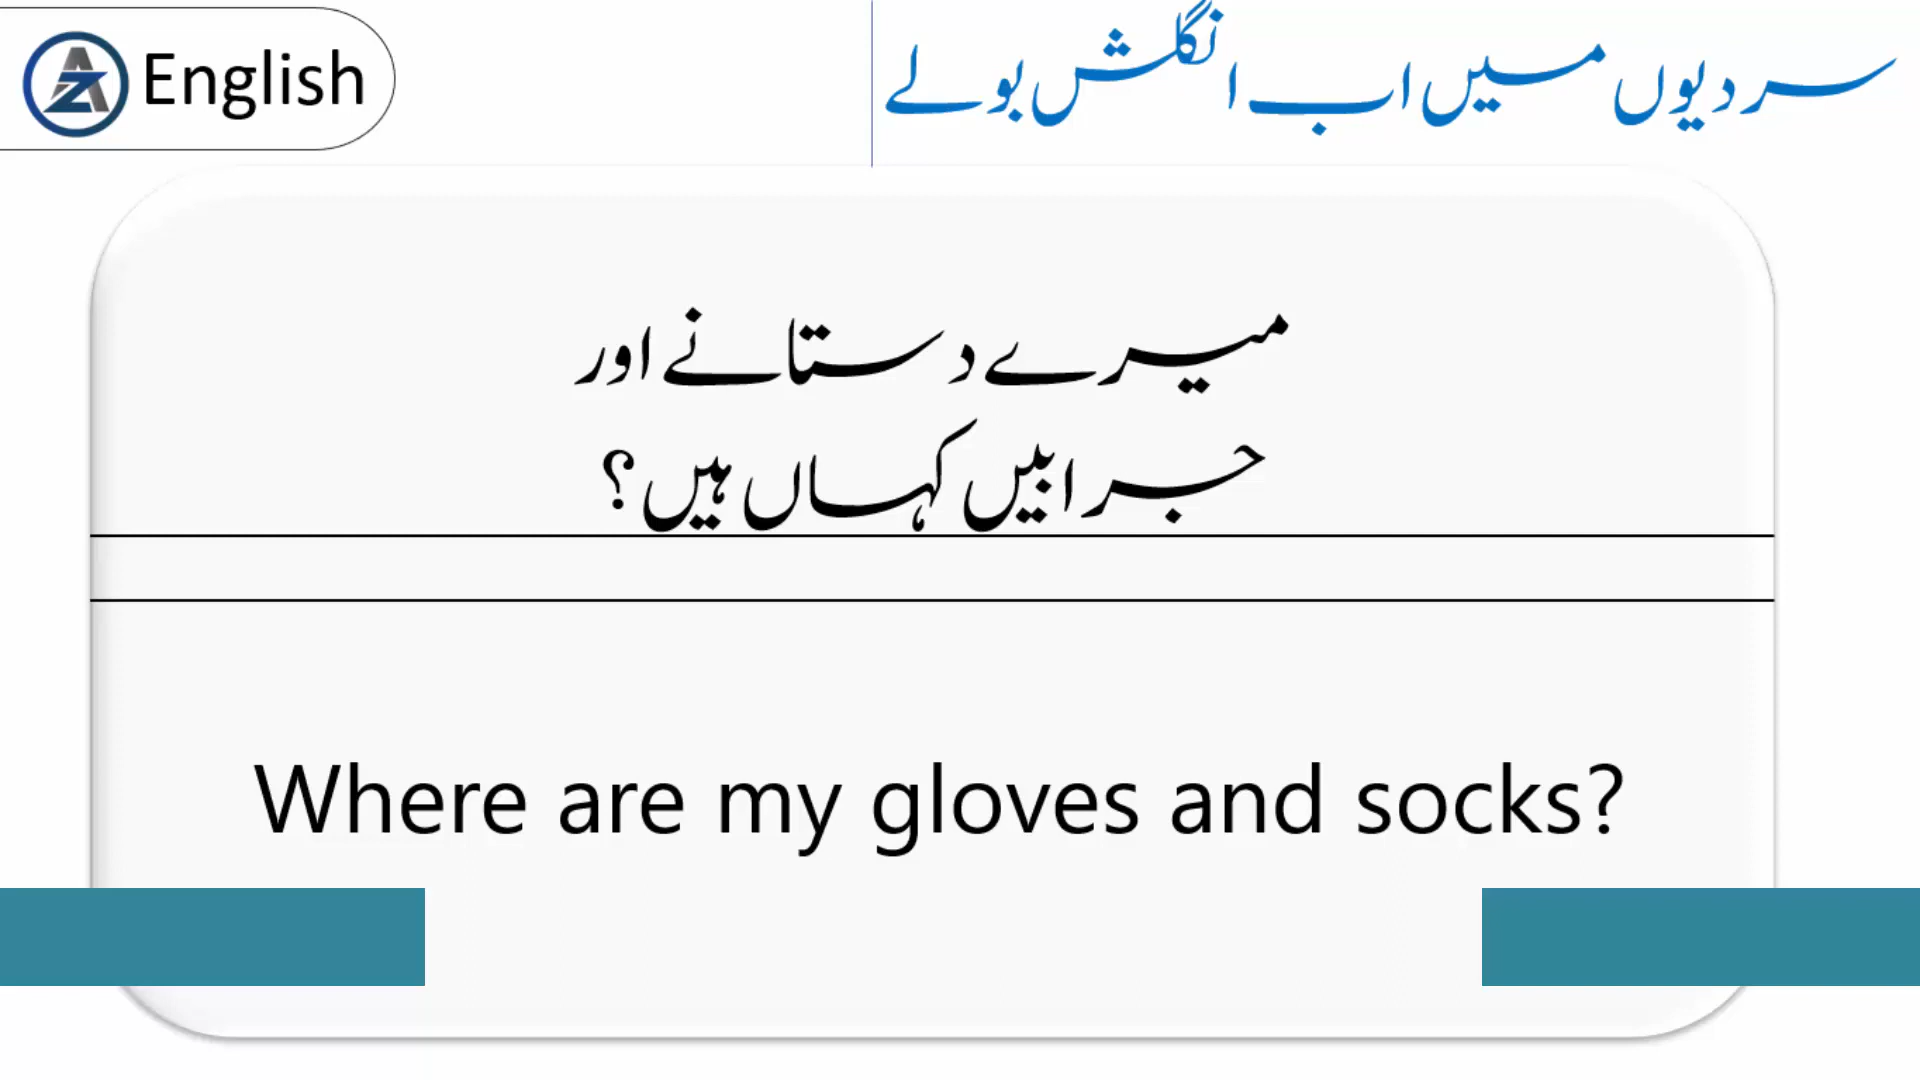 English
سردیوں میں اب انگلش بولے
میرے دستانے اور
جرابیں کہاں ہیں؟
Where are my gloves and socks?